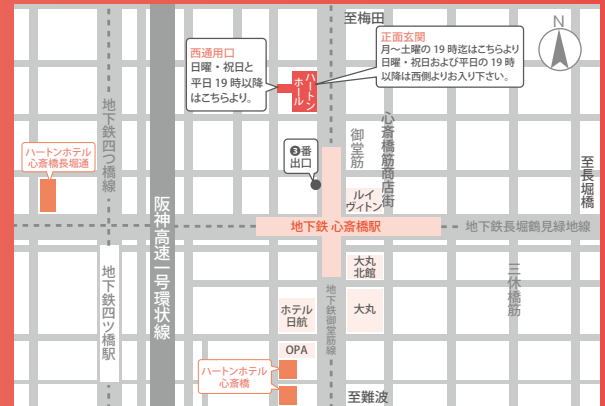 至梅田
N
西通用口
日曜・祝日と
平日19時以降
はこちらより。
正面玄関
月〜土曜の19時迄はこちらより
日曜・祝日および平日の19時
以降は西側よりお入り下さい。
ハートン
ホール
地下鉄四つ橋線
心斎橋筋商店街
御堂筋
❸番
出口
ハートンホテル
心斎橋長堀通
至長堀橋
ルイ
ヴィトン
阪神高速一号環状線
地下鉄 心斎橋駅
地下鉄長堀鶴見緑地線
大丸
北館
三休橋筋
地下鉄四ツ橋駅
地下鉄御堂筋線
ホテル
日航
大丸
OPA
ハートンホテル
心斎橋
至難波